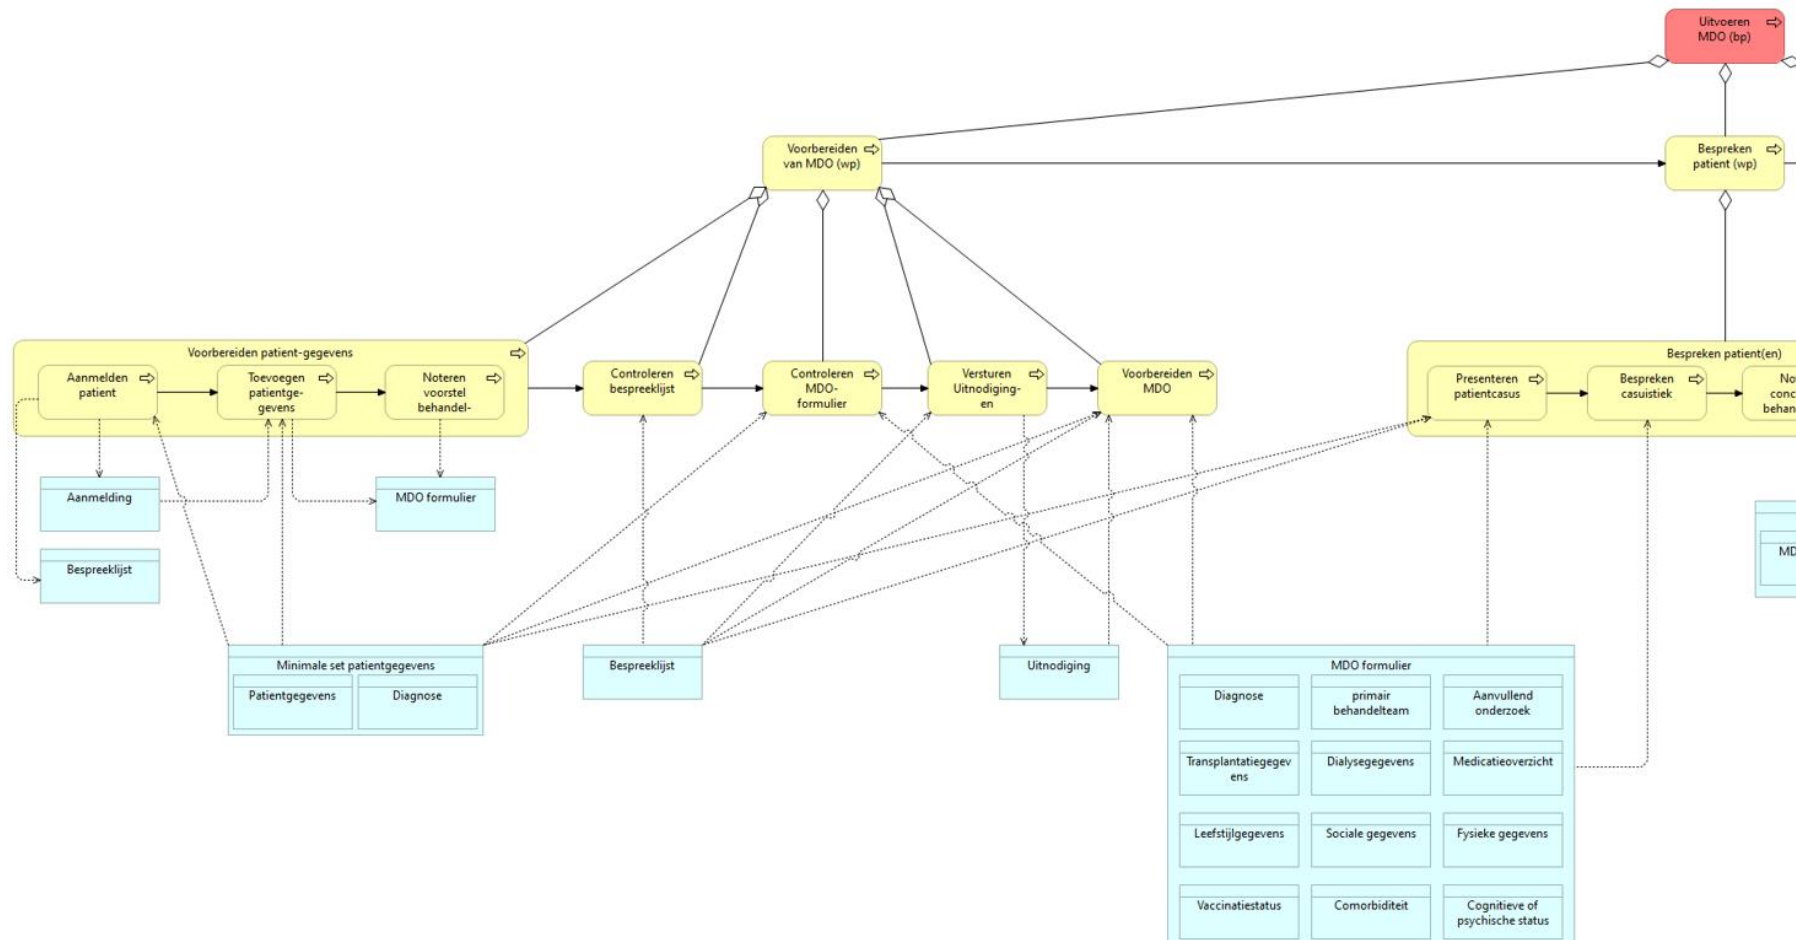 Uitvoeren
MDO (bp)
Voorbereiden
van MDO (wp)
Bespreken
patient (wp)
Voorbereiden patient-gegevens
Aanmelden
patient
Toevoegen
patientge-
gevens
Noteren
voorstel
behandel-
Controleren
bespreeklijst
Controleren
MDO-
formulier
Versturen
Uitnodiging-
en
Voorbereiden
MDO
Bespreken patient(en)
Presenteren
patientcasus
Bespreken
casuistiek
Aanmelding
MDO formulier
Bespreeklijst
Minimale set patientgegevens
Patientgegevens
Diagnose
Bespreeklijst
Uitnodiging
MDO formulier
Diagnose
primair
behandelteam
Aanvullend
onderzoek
Transplantatiegegev
ens
Dialysegegevens
Medicatieoverzicht
Leefstijlgegevens
Sociale gegevens
Fysieke gegevens
Vaccinatiestatus
Comorbiditeit
Cognitieve of
psychische status